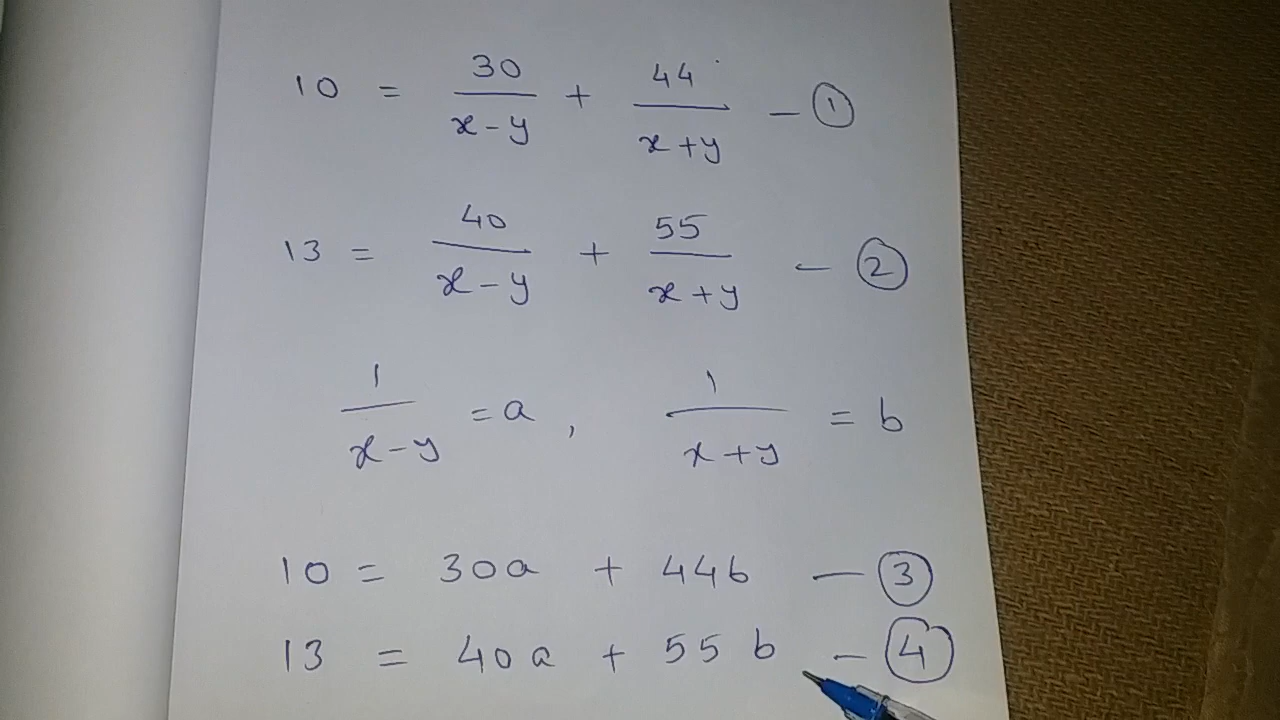 10 = 30/(x-y) + 44/(x+y) - ①
13 = 40/(x-y) + 55/(x+y) - ②
1/(x-y) = a, 1/(x+y) = b
10 = 30a + 44b - ③
13 = 40a + 55b - ④